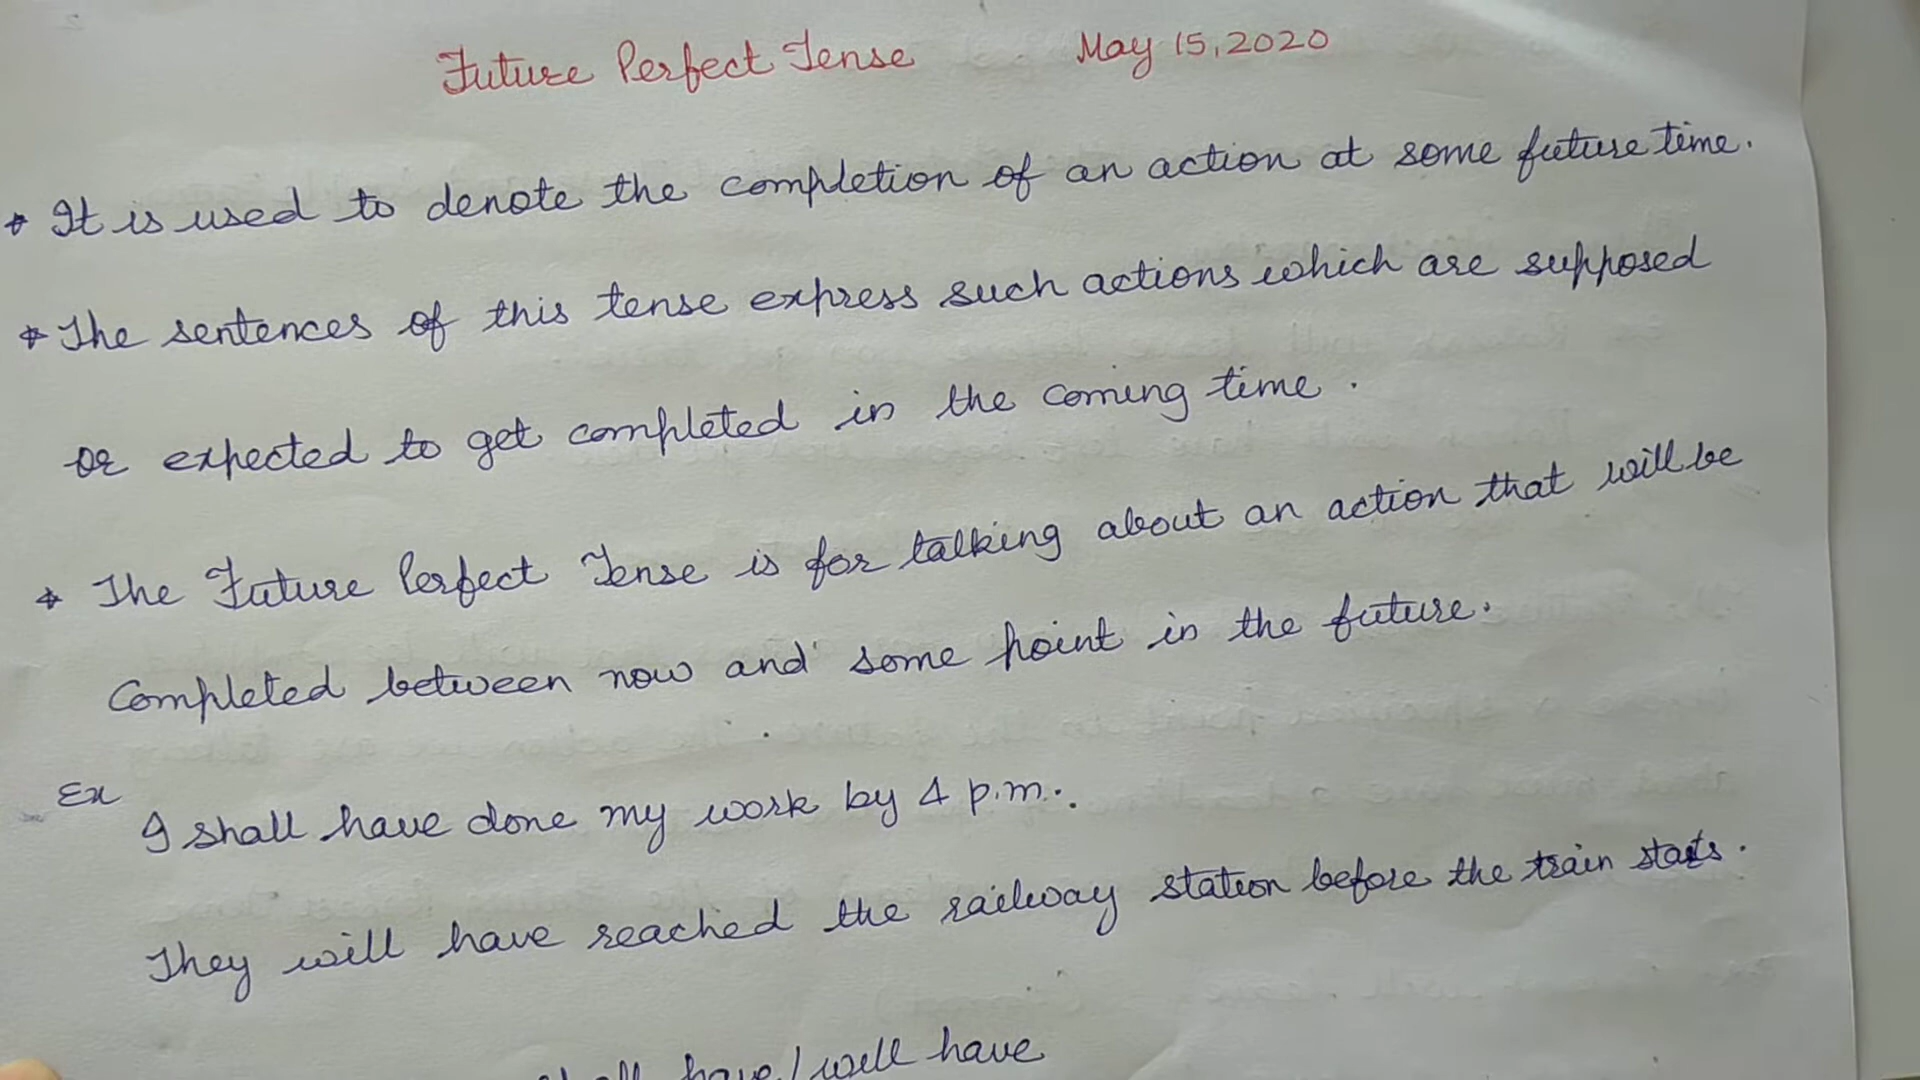 Future Perfect Tense May 15, 2020
* It is used to denote the completion of an action at some future time.
* The sentences of this tense express such actions which are supposed
or expected to get completed in the coming time.
* The Future Perfect Tense is for talking about an action that will be
Completed between now and some point in the future.
Ex
I shall have done my work by 4 p.m..
They will have reached the railway station before the train starts.
shall have / will have